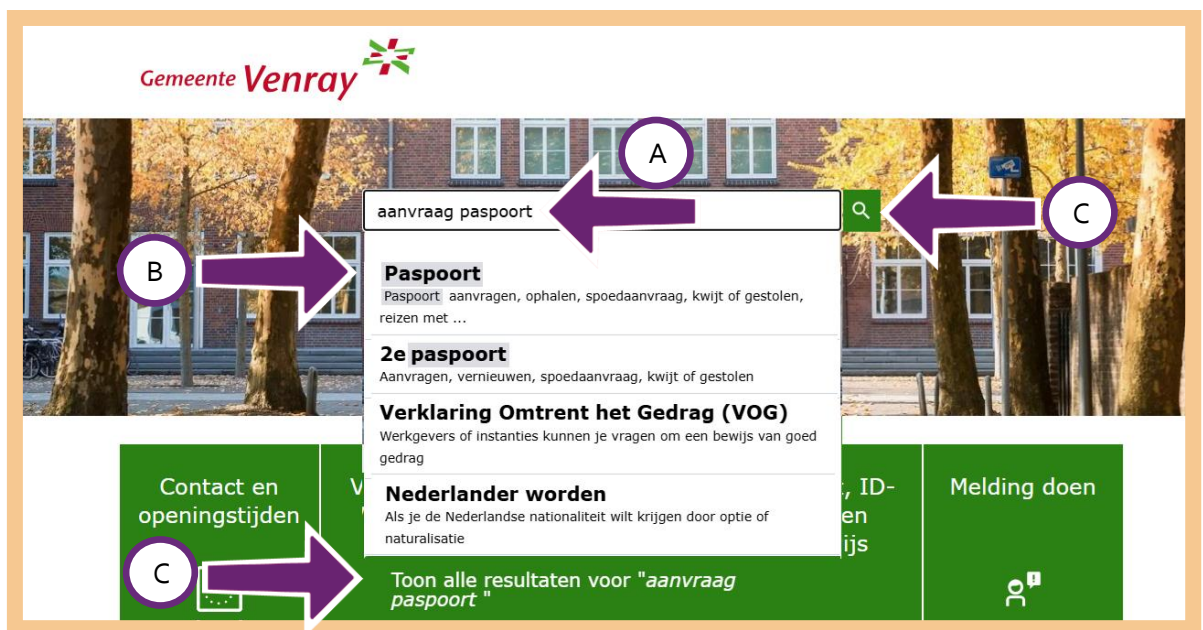 Gemeente Venray
A
aanvraag paspoort
C
B
Paspoort
Paspoort aanvragen, ophalen, spoedaanvraag, kwijt of gestolen,
reizen met ...
2e paspoort
Aanvragen, vernieuwen, spoedaanvraag, kwijt of gestolen
Verklaring Omtrent het Gedrag (VOG)
Werkgevers of instanties kunnen je vragen om een bewijs van goed
gedrag
Nederlander worden
Als je de Nederlandse nationaliteit wilt krijgen door optie of
naturalisatie
Contact en
openingstijden
V
, ID-
en
ijs
Melding doen
C
Toon alle resultaten voor "aanvraag
paspoort "